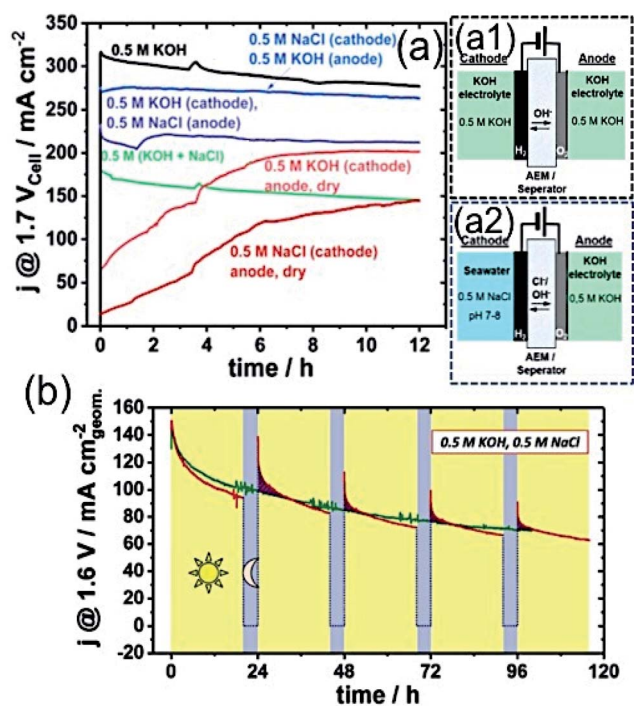 (a)
350
300
250
200
150
100
50
0
j @ 1.7 V_Cell / mA cm⁻²
0.5 M KOH
0.5 M NaCl (cathode)
0.5 M KOH (anode)
0.5 M KOH (cathode),
0.5 M NaCl (anode)
0.5 M (KOH + NaCl)
0.5 M KOH (cathode)
anode, dry
0.5 M NaCl (cathode)
anode, dry
0 2 4 6 8 10 12
time / h
(a1)
Cathode Anode
KOH
electrolyte
0.5 M KOH
OH⁻
KOH
electrolyte
0.5 M KOH
H₂ O₂
AEM /
Seperator
(a2)
Cathode Anode
Seawater
0.5 M NaCl
pH 7-8
Cl⁻/
OH⁻
KOH
electrolyte
0,5 M KOH
H₂ O₂
AEM /
Seperator
(b)
160
140
120
100
80
60
40
20
0
-20
j @ 1.6 V / mA cm⁻²geom.
0.5 M KOH, 0.5 M NaCl
0 24 48 72 96 116
time / h